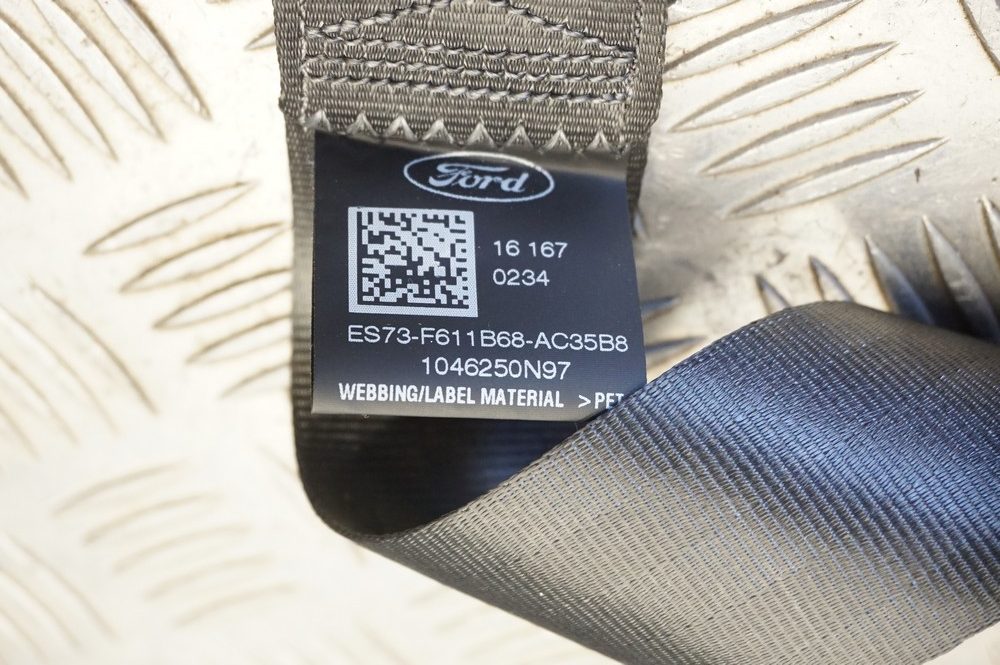 Ford
16 167
0234
ES73-F611B68-AC35B8
1046250N97
WEBBING/LABEL MATERIAL >PET